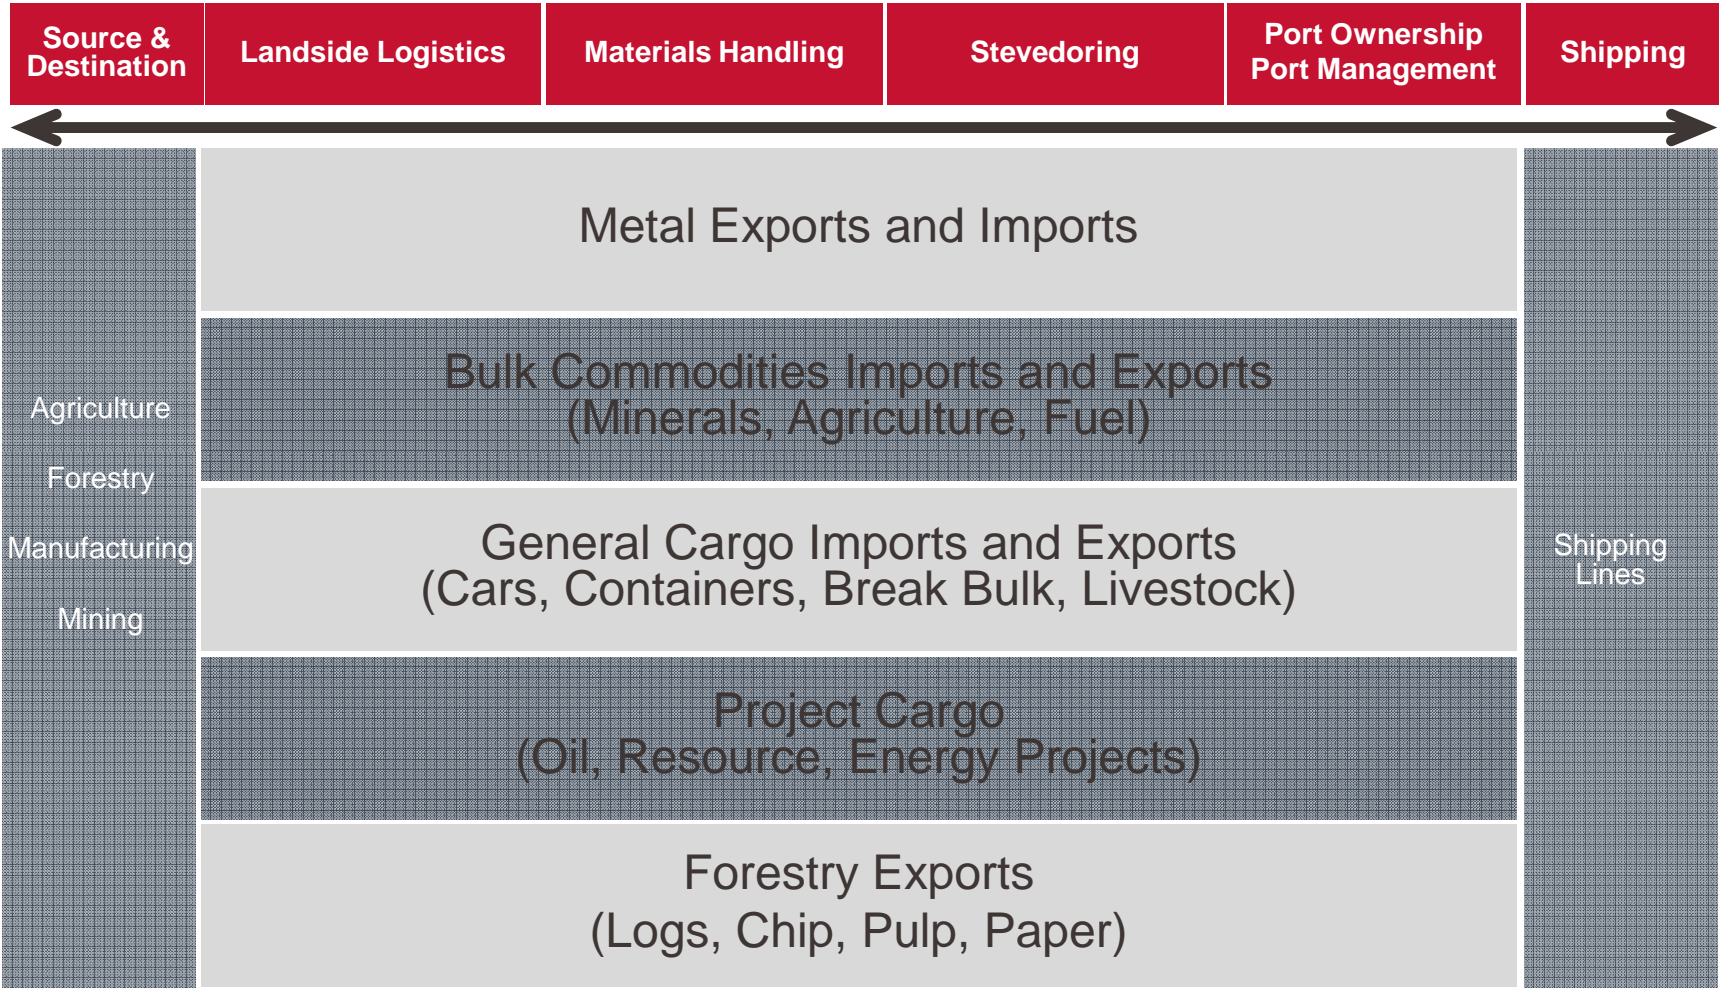 Source &
Destination
Landside Logistics
Materials Handling
Stevedoring
Port Ownership
Port Management
Shipping
Metal Exports and Imports
Bulk Commodities Imports and Exports
(Minerals, Agriculture, Fuel)
General Cargo Imports and Exports
(Cars, Containers, Break Bulk, Livestock)
Project Cargo
(Oil, Resource, Energy Projects)
Forestry Exports
(Logs, Chip, Pulp, Paper)
Agriculture
Forestry
Manufacturing
Mining
Shipping
Lines